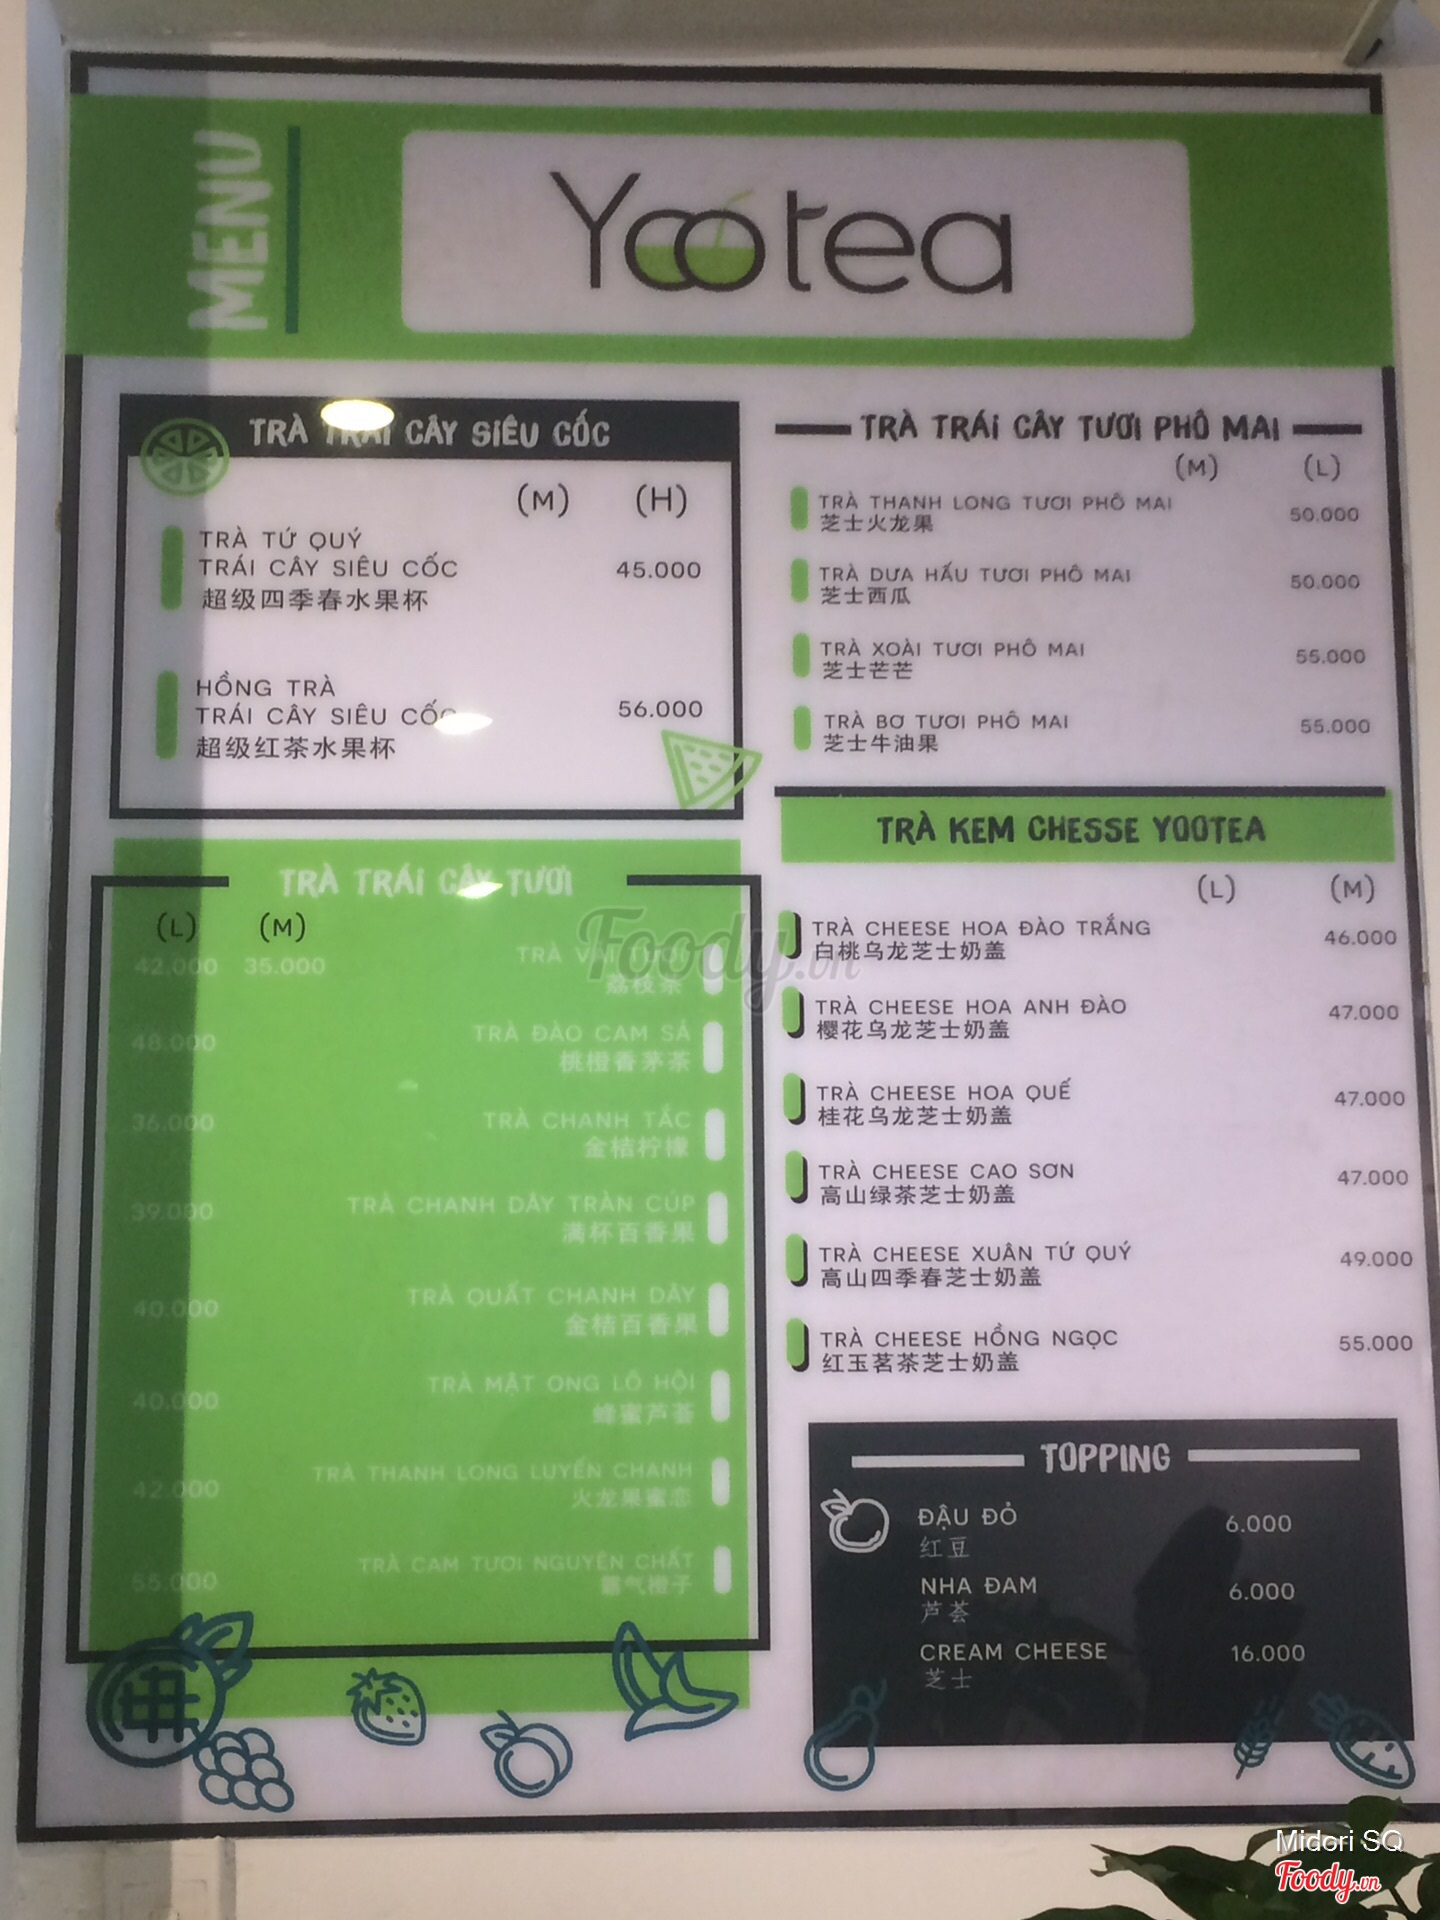 MENU
Yootea
TRÀ TRÁI CÂY SIÊU CỐC
(M) (H)
TRÀ TỨ QUÝ
TRÁI CÂY SIÊU CỐC 45.000
超级四季春水果杯
HỒNG TRÀ
TRÁI CÂY SIÊU CỐC 56.000
超级红茶水果杯
TRÀ TRÁI CÂY TƯƠI
(L) (M)
42.000 35.000 TRÀ VẢI TƯƠI
荔枝茶
48.000 TRÀ ĐÀO CAM SẢ
桃橙香茅茶
36.000 TRÀ CHANH TẮC
金桔柠檬
39.000 TRÀ CHANH DÂY TRÀN CÚP
满杯百香果
40.000 TRÀ QUẤT CHANH DÂY
金桔百香果
40.000 TRÀ MẬT ONG LÔ HỘI
蜂蜜芦荟
42.000 TRÀ THANH LONG LUYẾN CHANH
火龙果蜜恋
55.000 TRÀ CAM TƯƠI NGUYÊN CHẤT
霸气橙子
TRÀ TRÁI CÂY TƯƠI PHÔ MAI
(M) (L)
TRÀ THANH LONG TƯƠI PHÔ MAI 50.000
芝士火龙果
TRÀ DƯA HẤU TƯƠI PHÔ MAI 50.000
芝士西瓜
TRÀ XOÀI TƯƠI PHÔ MAI 55.000
芝士芒芒
TRÀ BƠ TƯƠI PHÔ MAI 55.000
芝士牛油果
TRÀ KEM CHESSE YOOTEA
(L) (M)
TRÀ CHEESE HOA ĐÀO TRẮNG 46.000
白桃乌龙芝士奶盖
TRÀ CHEESE HOA ANH ĐÀO 47.000
樱花乌龙芝士奶盖
TRÀ CHEESE HOA QUẾ 47.000
桂花乌龙芝士奶盖
TRÀ CHEESE CAO SƠN 47.000
高山绿茶芝士奶盖
TRÀ CHEESE XUÂN TỨ QUÝ 49.000
高山四季春芝士奶盖
TRÀ CHEESE HỒNG NGỌC 55.000
红玉茗茶芝士奶盖
TOPPING
ĐẬU ĐỎ 6.000
红豆
NHA ĐAM 6.000
芦荟
CREAM CHEESE 16.000
芝士
Foody.vn
Midori SQ
Foody.vn